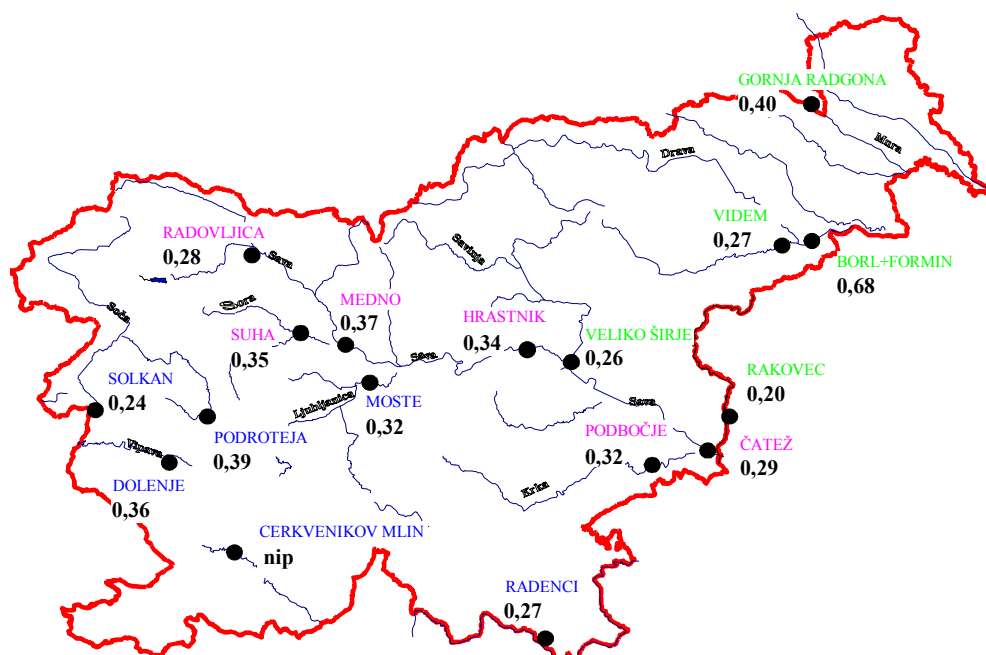 GORNJA RADGONA
0,40
Mura
Drava
VIDEM
0,27
BORL+FORMIN
0,68
RADOVLJICA
0,28
Sava
Savinja
Soča
Sora
MEDNO
0,37
SUHA
0,35
HRASTNIK
0,34
Sava
VELIKO ŠIRJE
0,26
RAKOVEC
0,20
SOLKAN
0,24
Ljubljanica
MOSTE
0,32
Sava
PODROTEJA
0,39
Vipava
PODBOČJE
0,32
ČATEŽ
0,29
DOLENJE
0,36
Krka
CERKVENIKOV MLIN
nip
RADENCI
0,27